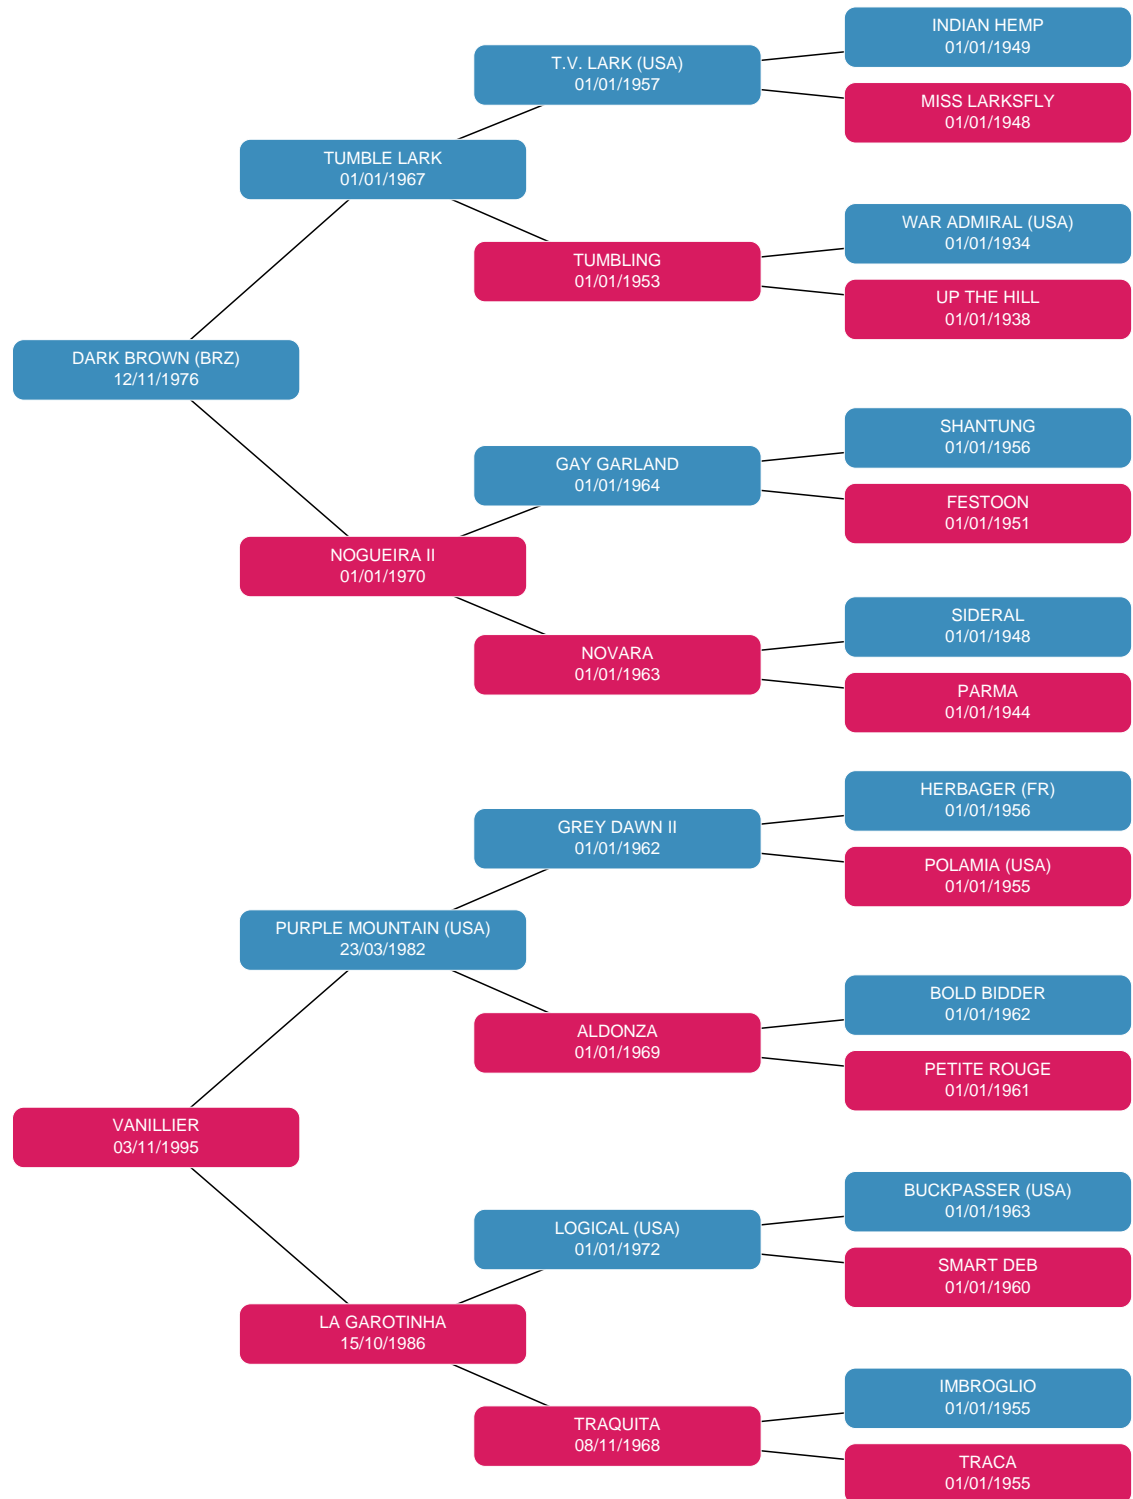 INDIAN HEMP
01/01/1949
T.V. LARK (USA)
01/01/1957
MISS LARKSFLY
01/01/1948
TUMBLE LARK
01/01/1967
WAR ADMIRAL (USA)
01/01/1934
TUMBLING
01/01/1953
UP THE HILL
01/01/1938
DARK BROWN (BRZ)
12/11/1976
SHANTUNG
01/01/1956
GAY GARLAND
01/01/1964
FESTOON
01/01/1951
NOGUEIRA II
01/01/1970
SIDERAL
01/01/1948
NOVARA
01/01/1963
PARMA
01/01/1944
HERBAGER (FR)
01/01/1956
GREY DAWN II
01/01/1962
POLAMIA (USA)
01/01/1955
PURPLE MOUNTAIN (USA)
23/03/1982
BOLD BIDDER
01/01/1962
ALDONZA
01/01/1969
PETITE ROUGE
01/01/1961
VANILLIER
03/11/1995
BUCKPASSER (USA)
01/01/1963
LOGICAL (USA)
01/01/1972
SMART DEB
01/01/1960
LA GAROTINHA
15/10/1986
IMBROGLIO
01/01/1955
TRAQUITA
08/11/1968
TRACA
01/01/1955